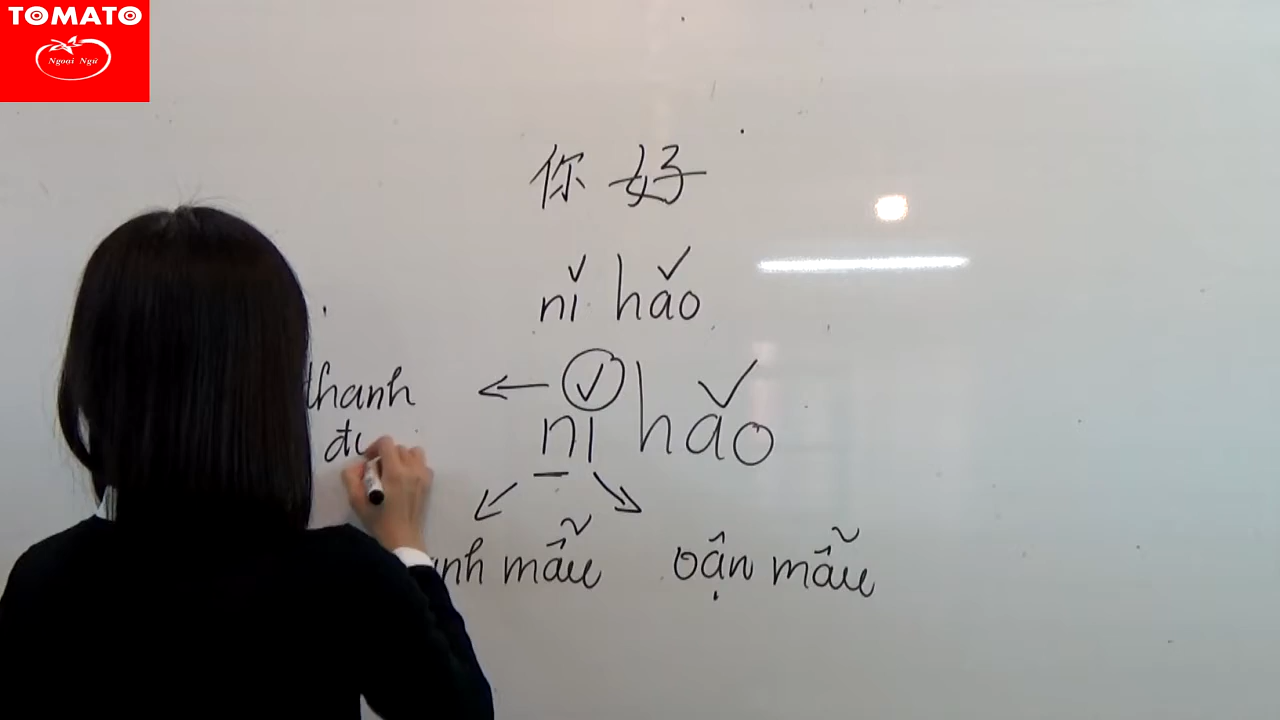 TOMATO
Ngoại Ngữ
你好
nǐ hǎo
thanh ← ✓
nǐ hǎo
mẫu vận mẫu